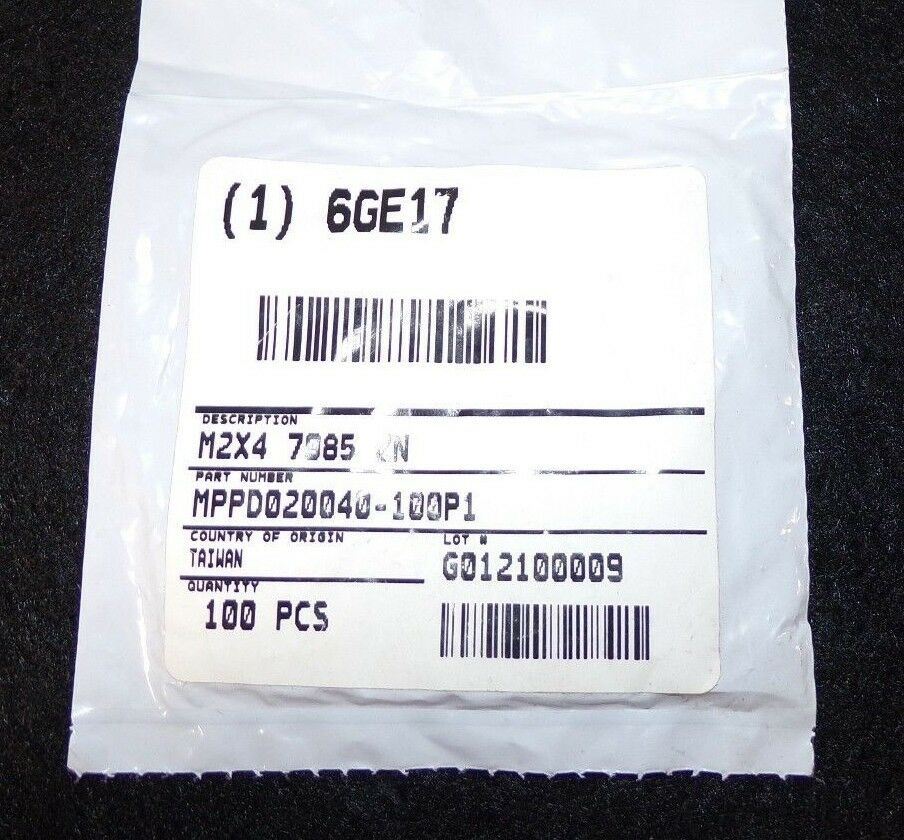 (1) 6GE17
DESCRIPTION
M2X4 7985
PART NUMBER
MPPD020040-100P1
COUNTRY OF ORIGIN
TAIWAN
LOT #
G012100009
QUANTITY
100 PCS